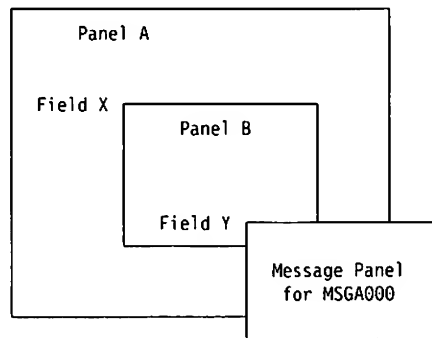 Panel A
Field X
Panel B
Field Y
Message Panel
for MSGA000